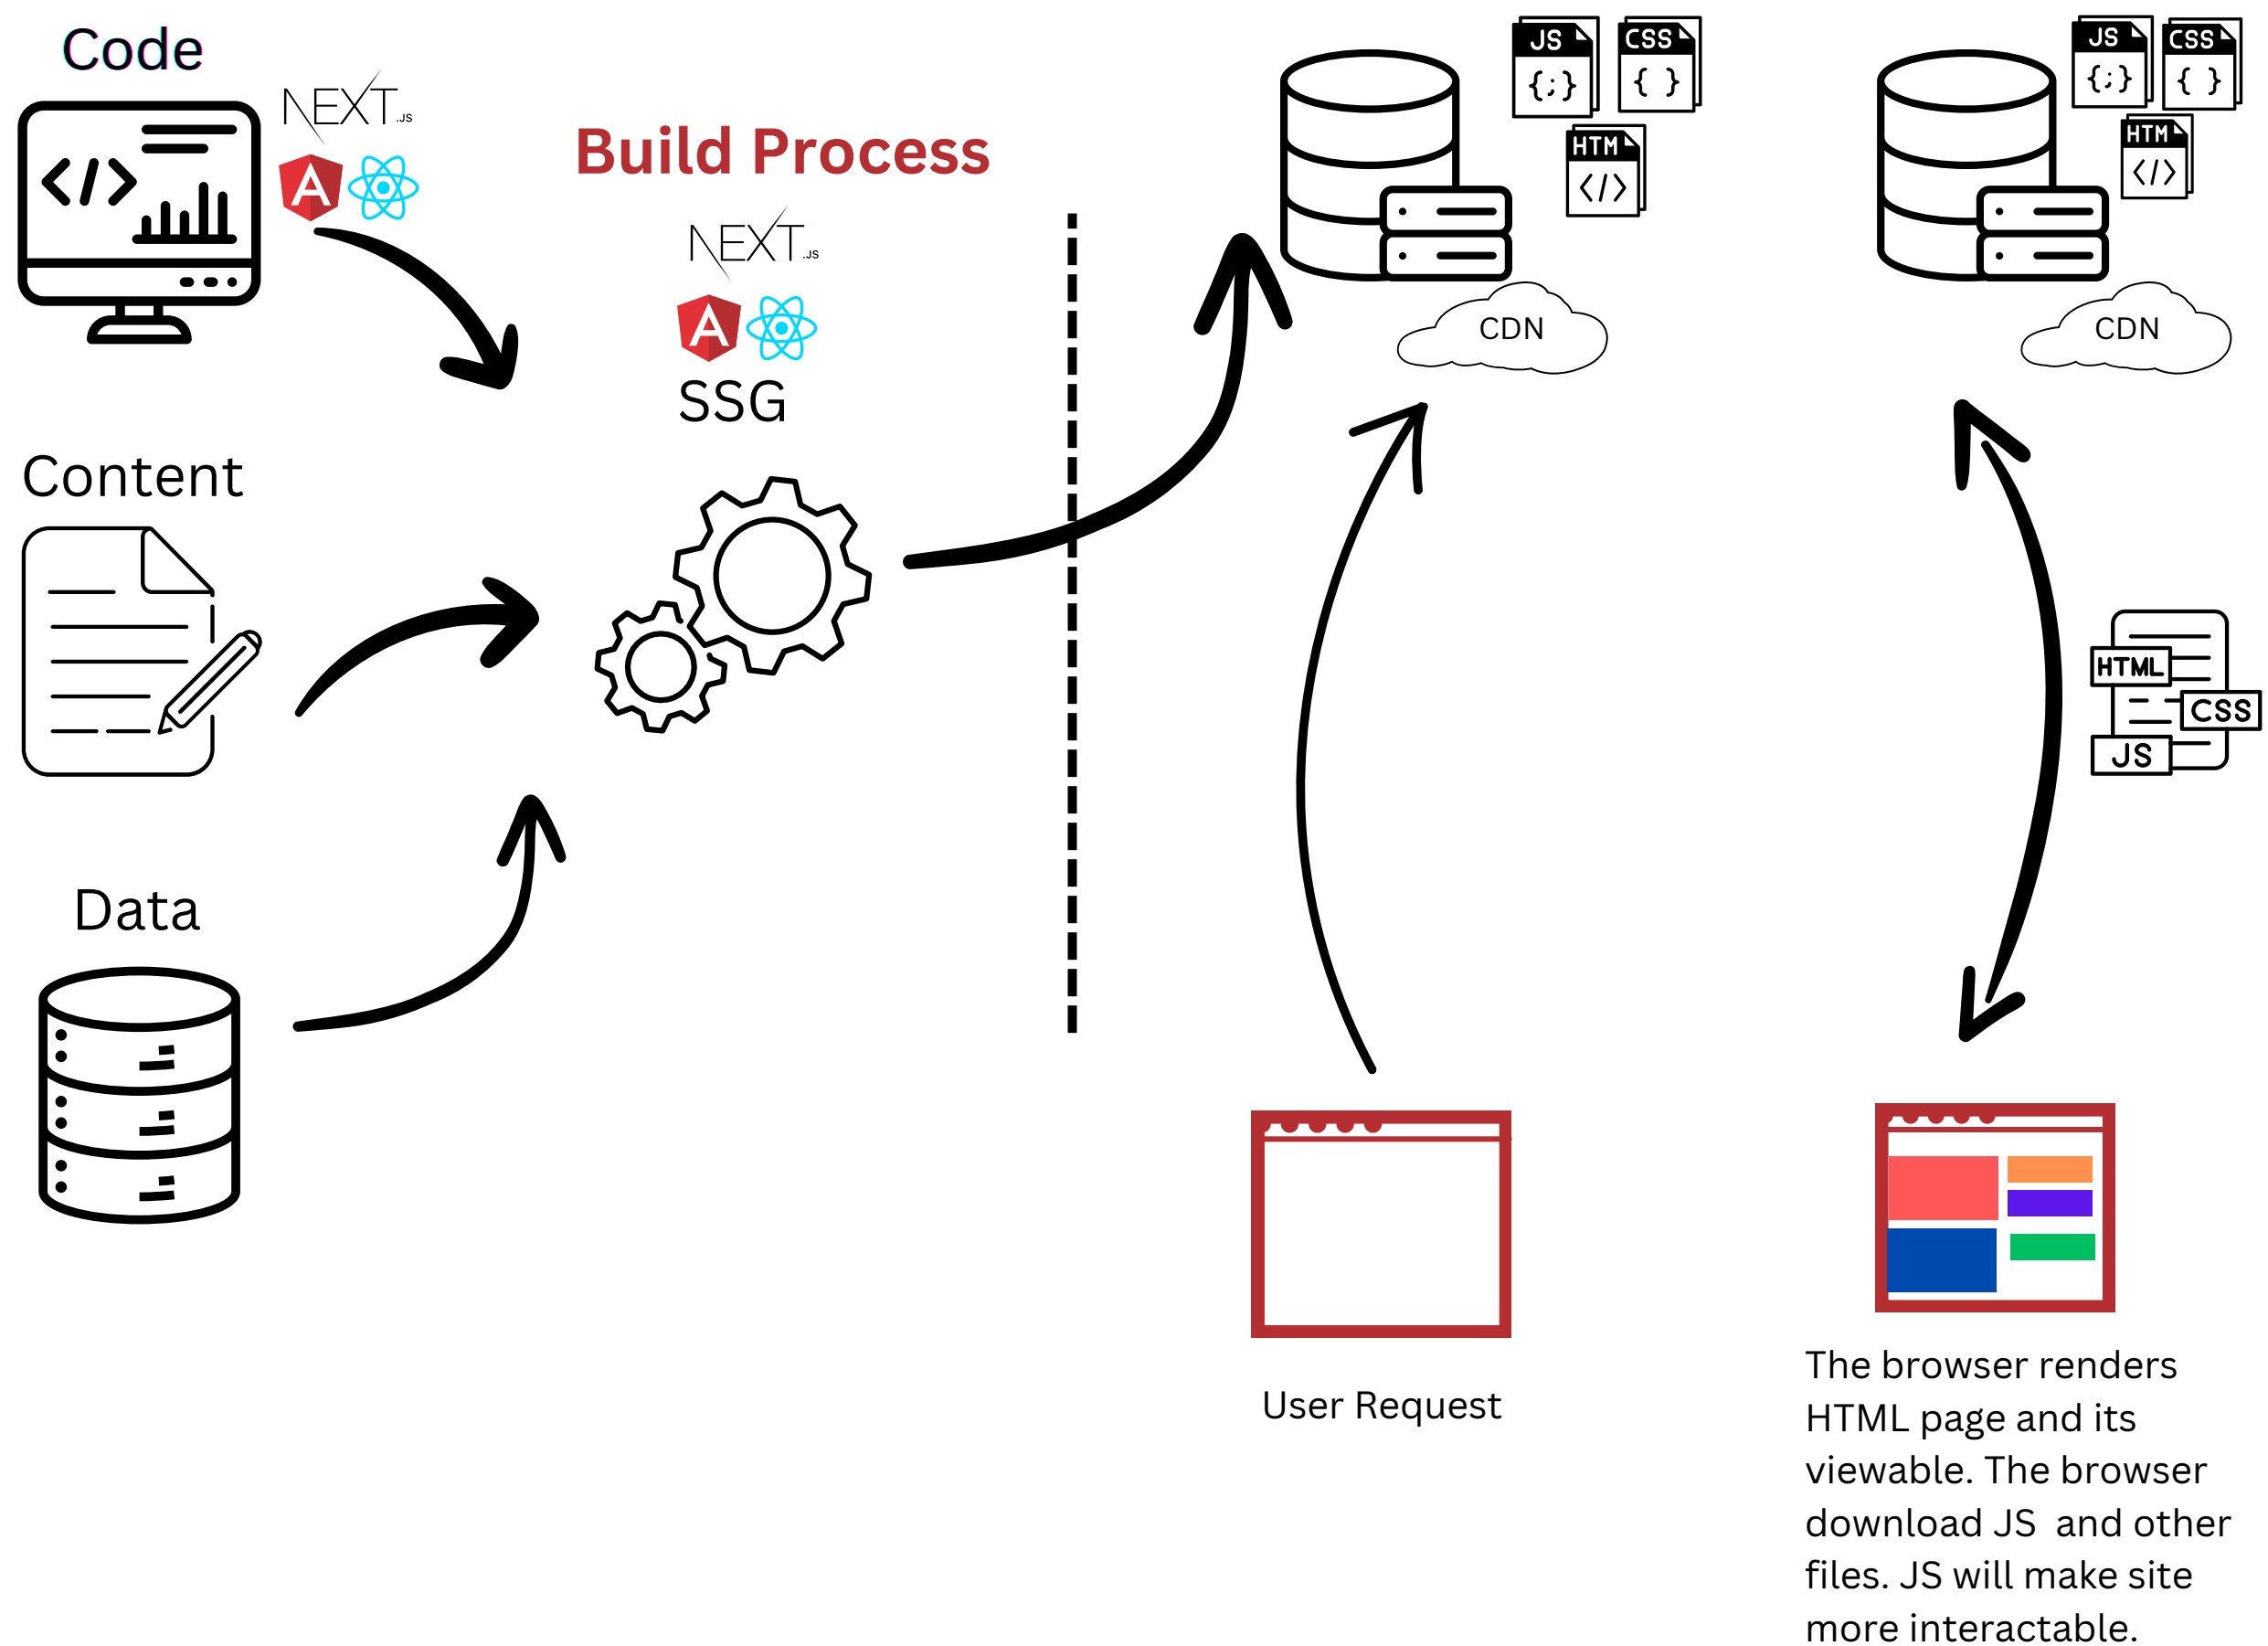 Code
NEXT
.JS
A
Content
Data
Build Process
NEXT
.JS
A
SSG
JS
CSS
HTM
CDN
User Request
JS
CSS
HTM
CDN
HTML
CSS
JS
The browser renders
HTML page and its
viewable. The browser
download JS  and other
files. JS will make site
more interactable.